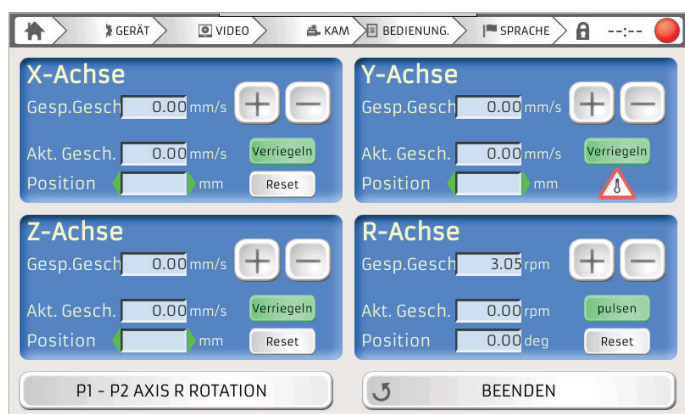 GERÄT VIDEO KAM BEDIENUNG. SPRACHE --:--
X-Achse
Gesp.Gesch 0.00 mm/s + −
Akt. Gesch. 0.00 mm/s Verriegeln
Position mm Reset
Y-Achse
Gesp.Gesch 0.00 mm/s + −
Akt. Gesch. 0.00 mm/s Verriegeln
Position mm
Z-Achse
Gesp.Gesch 0.00 mm/s + −
Akt. Gesch. 0.00 mm/s Verriegeln
Position mm Reset
R-Achse
Gesp.Gesch 3.05 rpm + −
Akt. Gesch. 0.00 rpm pulsen
Position 0.00 deg Reset
P1 - P2 AXIS R ROTATION
BEENDEN